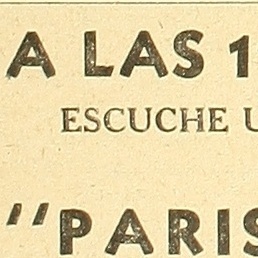 A LAS 1
ESCUCHE U
"PARIS